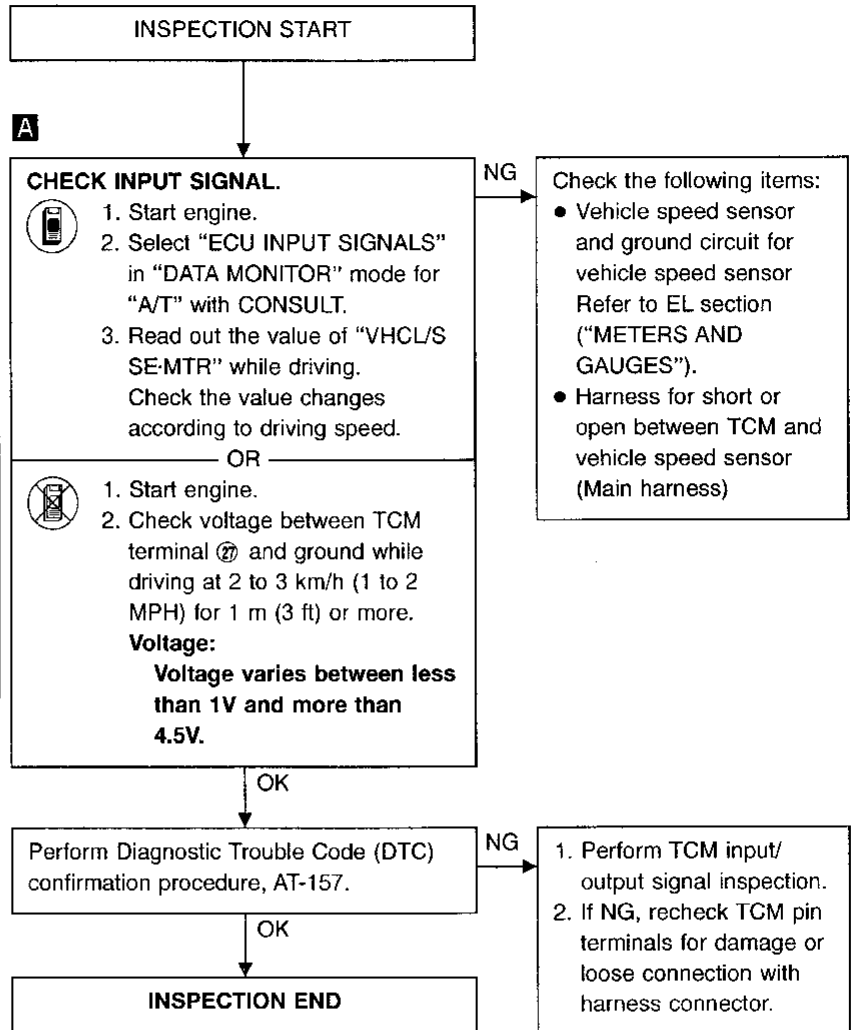 INSPECTION START
A
CHECK INPUT SIGNAL.
1. Start engine.
2. Select “ECU INPUT SIGNALS”
in “DATA MONITOR” mode for
“A/T” with CONSULT.
3. Read out the value of “VHCL/S
SE·MTR” while driving.
Check the value changes
according to driving speed.
OR
1. Start engine.
2. Check voltage between TCM
terminal ㉗ and ground while
driving at 2 to 3 km/h (1 to 2
MPH) for 1 m (3 ft) or more.
Voltage:
Voltage varies between less
than 1V and more than
4.5V.
NG
Check the following items:
● Vehicle speed sensor
and ground circuit for
vehicle speed sensor
Refer to EL section
(“METERS AND
GAUGES”).
● Harness for short or
open between TCM and
vehicle speed sensor
(Main harness)
OK
Perform Diagnostic Trouble Code (DTC)
confirmation procedure, AT-157.
NG
1. Perform TCM input/
output signal inspection.
2. If NG, recheck TCM pin
terminals for damage or
loose connection with
harness connector.
OK
INSPECTION END